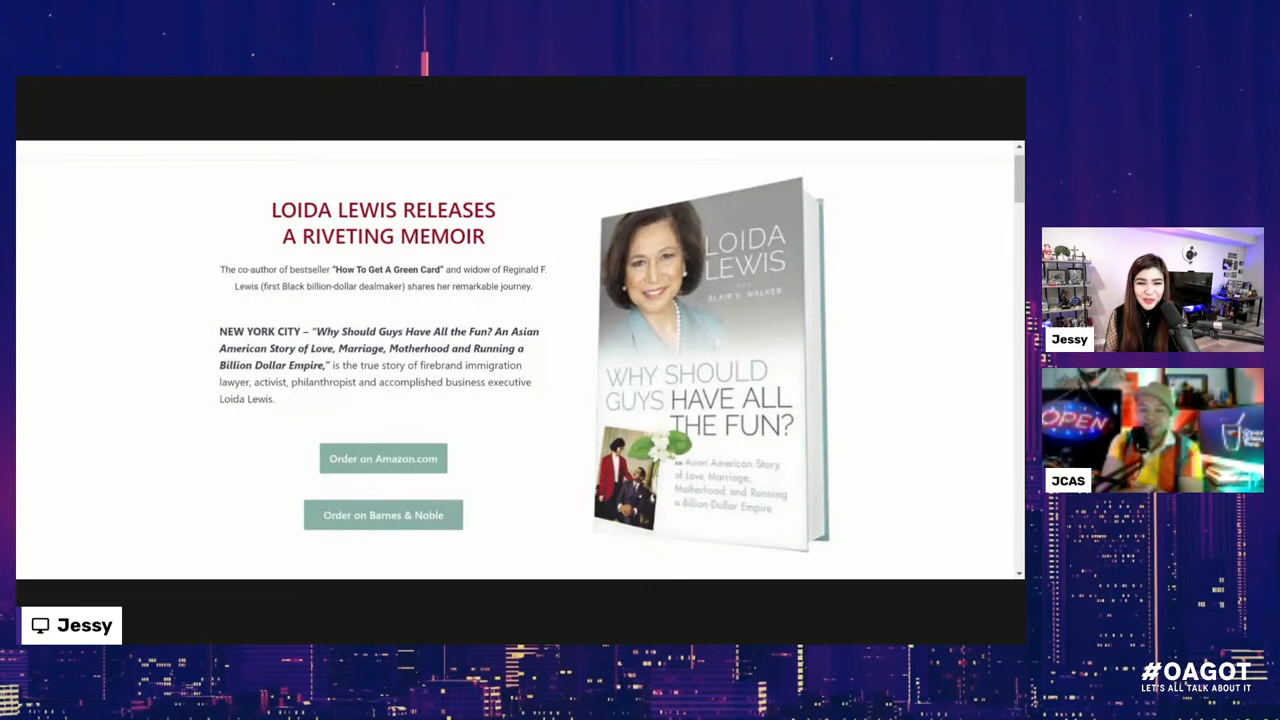 LOIDA LEWIS RELEASES
A RIVETING MEMOIR
The co-author of bestseller “How To Get A Green Card” and widow of Reginald F.
Lewis (first Black billion-dollar dealmaker) shares her remarkable journey.
NEW YORK CITY – “Why Should Guys Have All the Fun? An Asian
American Story of Love, Marriage, Motherhood and Running a
Billion Dollar Empire,” is the true story of firebrand immigration
lawyer, activist, philanthropist and accomplished business executive
Loida Lewis.
Order on Amazon.com
Order on Barnes & Noble
LOIDA
LEWIS
BLAIR S. WALKER
WHY SHOULD
GUYS HAVE ALL
THE FUN?
AN Asian American Story
of Love, Marriage,
Motherhood, and Running
a Billion-Dollar Empire
Jessy
OPEN
JCAS
Jessy
#OAGOT
LET'S ALL TALK ABOUT IT